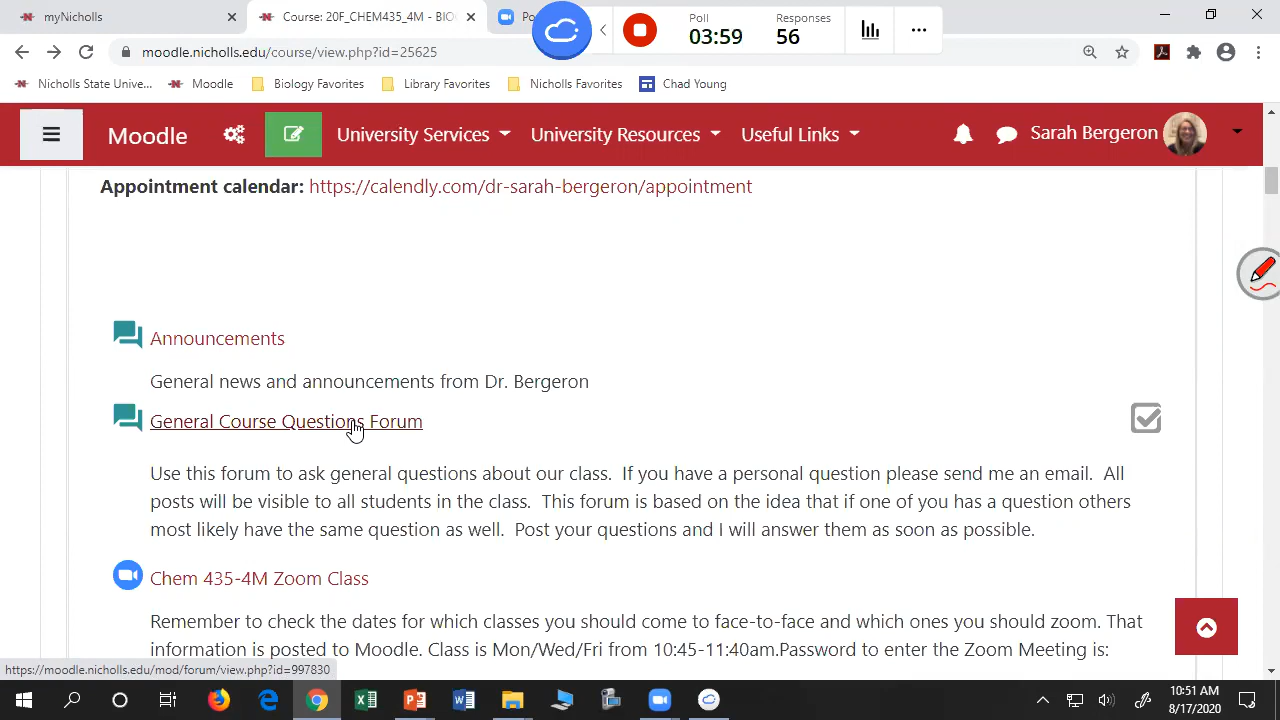 myNicholls
Course: 20F_CHEM435_4M - BIO
Po
Poll
03:59
Responses
56
moodle.nicholls.edu/course/view.php?id=25625
Nicholls State Unive...
Moodle
Biology Favorites
Library Favorites
Nicholls Favorites
Chad Young
Moodle
University Services
University Resources
Useful Links
Sarah Bergeron
Appointment calendar: https://calendly.com/dr-sarah-bergeron/appointment
Announcements
General news and announcements from Dr. Bergeron
General Course Questions Forum
Use this forum to ask general questions about our class. If you have a personal question please send me an email. All
posts will be visible to all students in the class. This forum is based on the idea that if one of you has a question others
most likely have the same question as well. Post your questions and I will answer them as soon as possible.
Chem 435-4M Zoom Class
Remember to check the dates for which classes you should come to face-to-face and which ones you should zoom. That
information is posted to Moodle. Class is Mon/Wed/Fri from 10:45-11:40am.Password to enter the Zoom Meeting is:
https://moodle.nicholls.edu/mod/forum/view.php?id=997830
10:51 AM
8/17/2020